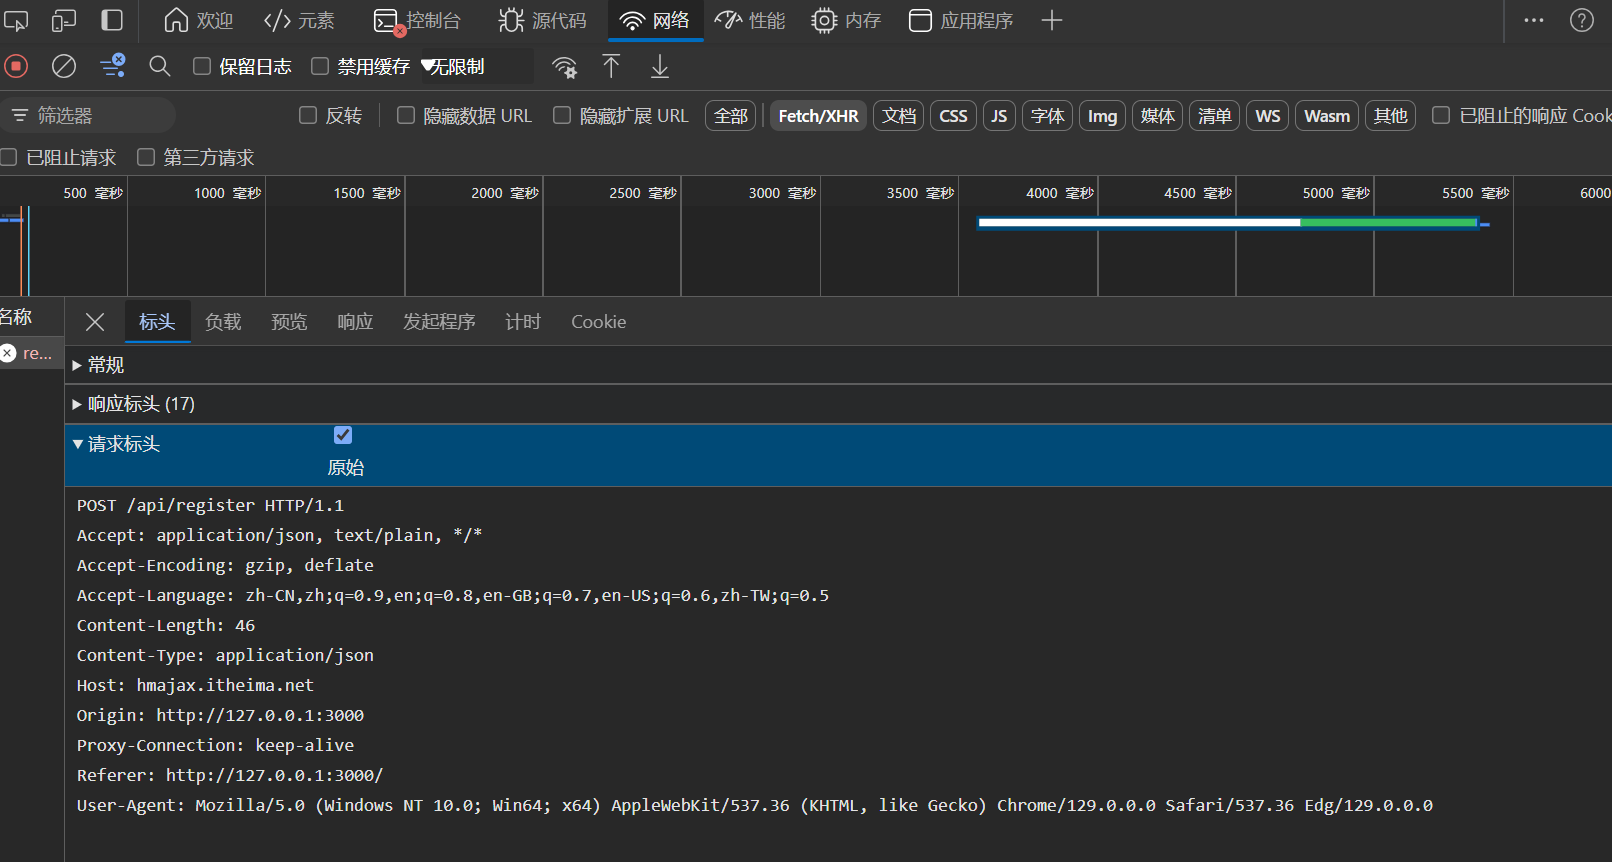 欢迎 元素 控制台 源代码 网络 性能 内存 应用程序
保留日志 禁用缓存 无限制
筛选器 反转 隐藏数据 URL 隐藏扩展 URL 全部 Fetch/XHR 文档 CSS JS 字体 Img 媒体 清单 WS Wasm 其他 已阻止的响应 Cook
已阻止请求 第三方请求
500 毫秒 1000 毫秒 1500 毫秒 2000 毫秒 2500 毫秒 3000 毫秒 3500 毫秒 4000 毫秒 4500 毫秒 5000 毫秒 5500 毫秒 6000
名称 标头 负载 预览 响应 发起程序 计时 Cookie
re...
常规
响应标头 (17)
请求标头
原始
POST /api/register HTTP/1.1
Accept: application/json, text/plain, */*
Accept-Encoding: gzip, deflate
Accept-Language: zh-CN,zh;q=0.9,en;q=0.8,en-GB;q=0.7,en-US;q=0.6,zh-TW;q=0.5
Content-Length: 46
Content-Type: application/json
Host: hmajax.itheima.net
Origin: http://127.0.0.1:3000
Proxy-Connection: keep-alive
Referer: http://127.0.0.1:3000/
User-Agent: Mozilla/5.0 (Windows NT 10.0; Win64; x64) AppleWebKit/537.36 (KHTML, like Gecko) Chrome/129.0.0.0 Safari/537.36 Edg/129.0.0.0